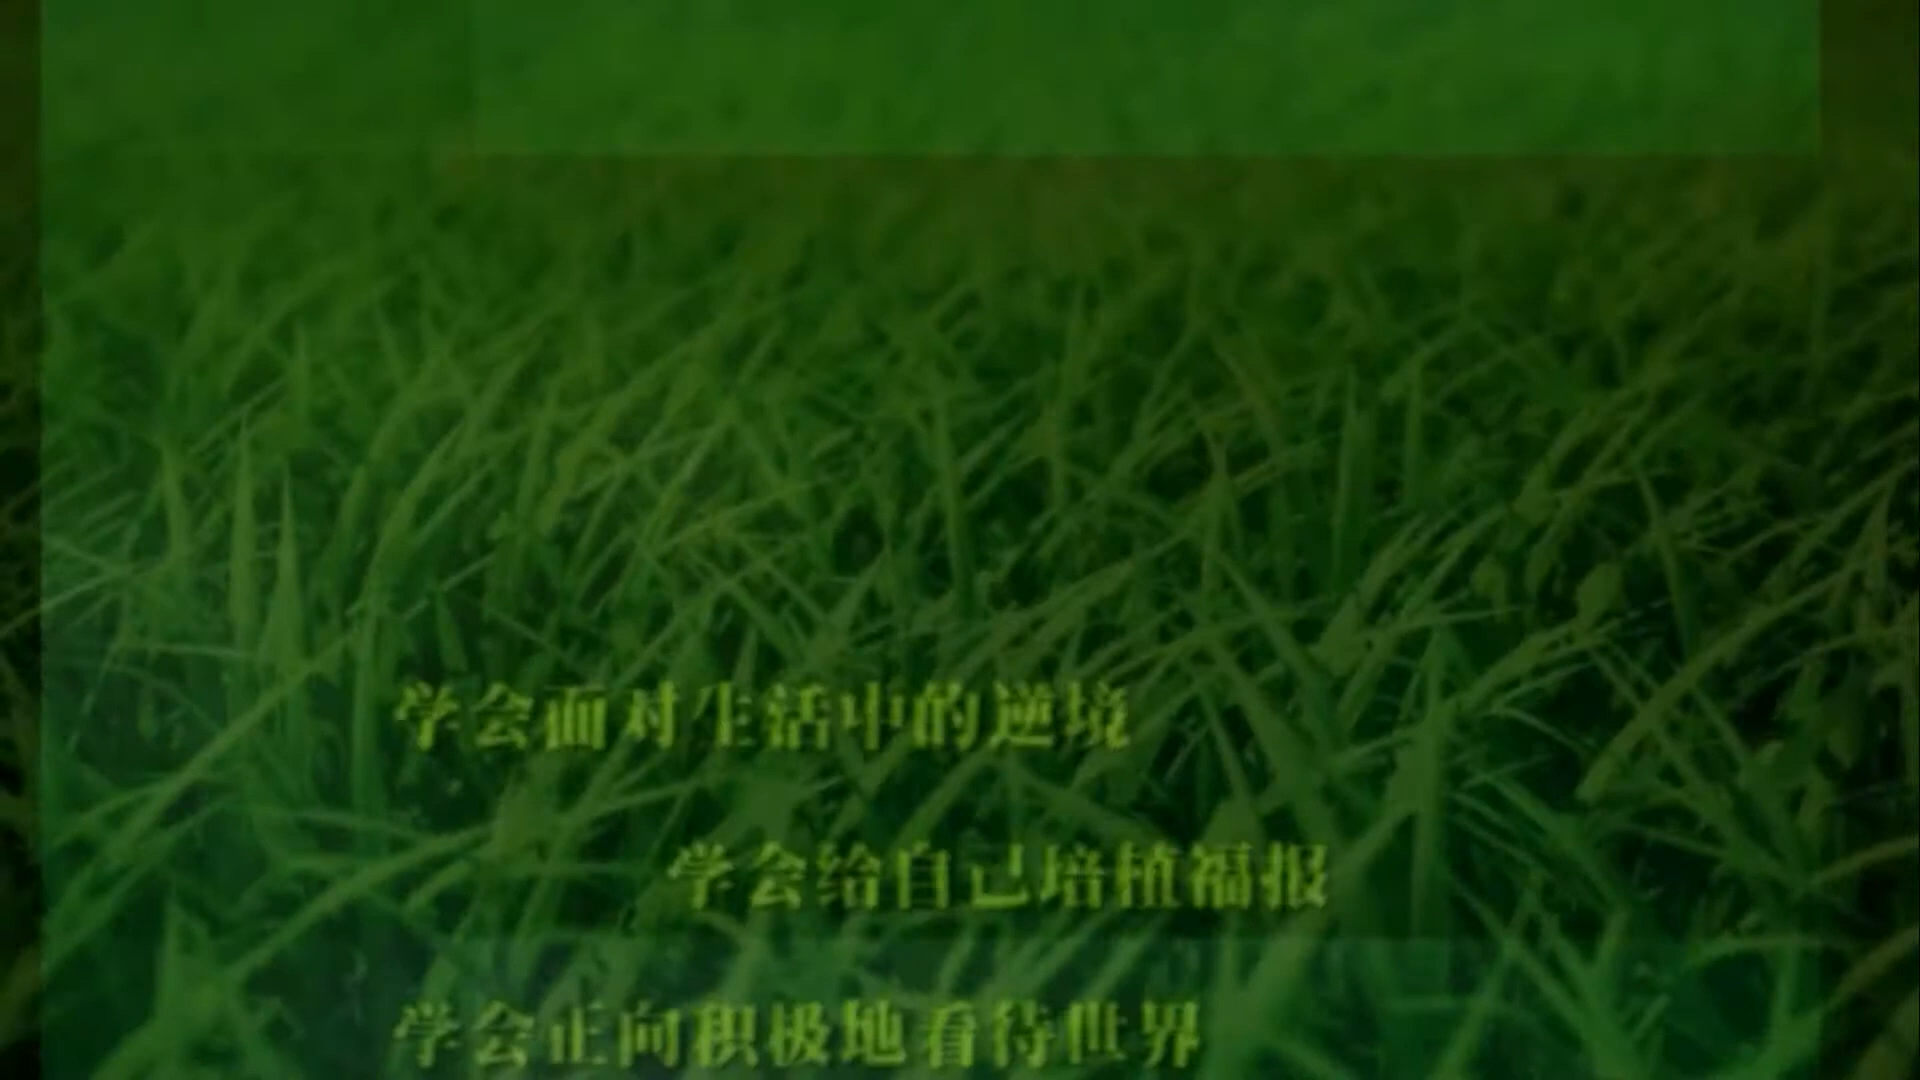 学会面对生活中的逆境
学会给自己培植福报
学会正向积极地看待世界